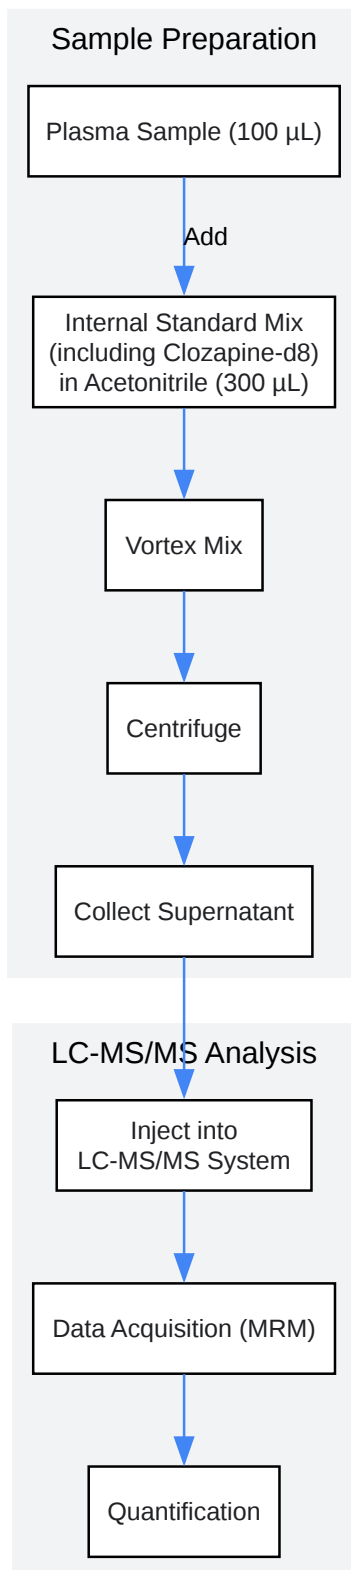 Sample Preparation
Plasma Sample (100 µL)
Add
Internal Standard Mix
(including Clozapine-d8)
in Acetonitrile (300 µL)
Vortex Mix
Centrifuge
Collect Supernatant
LC-MS/MS Analysis
Inject into
LC-MS/MS System
Data Acquisition (MRM)
Quantification